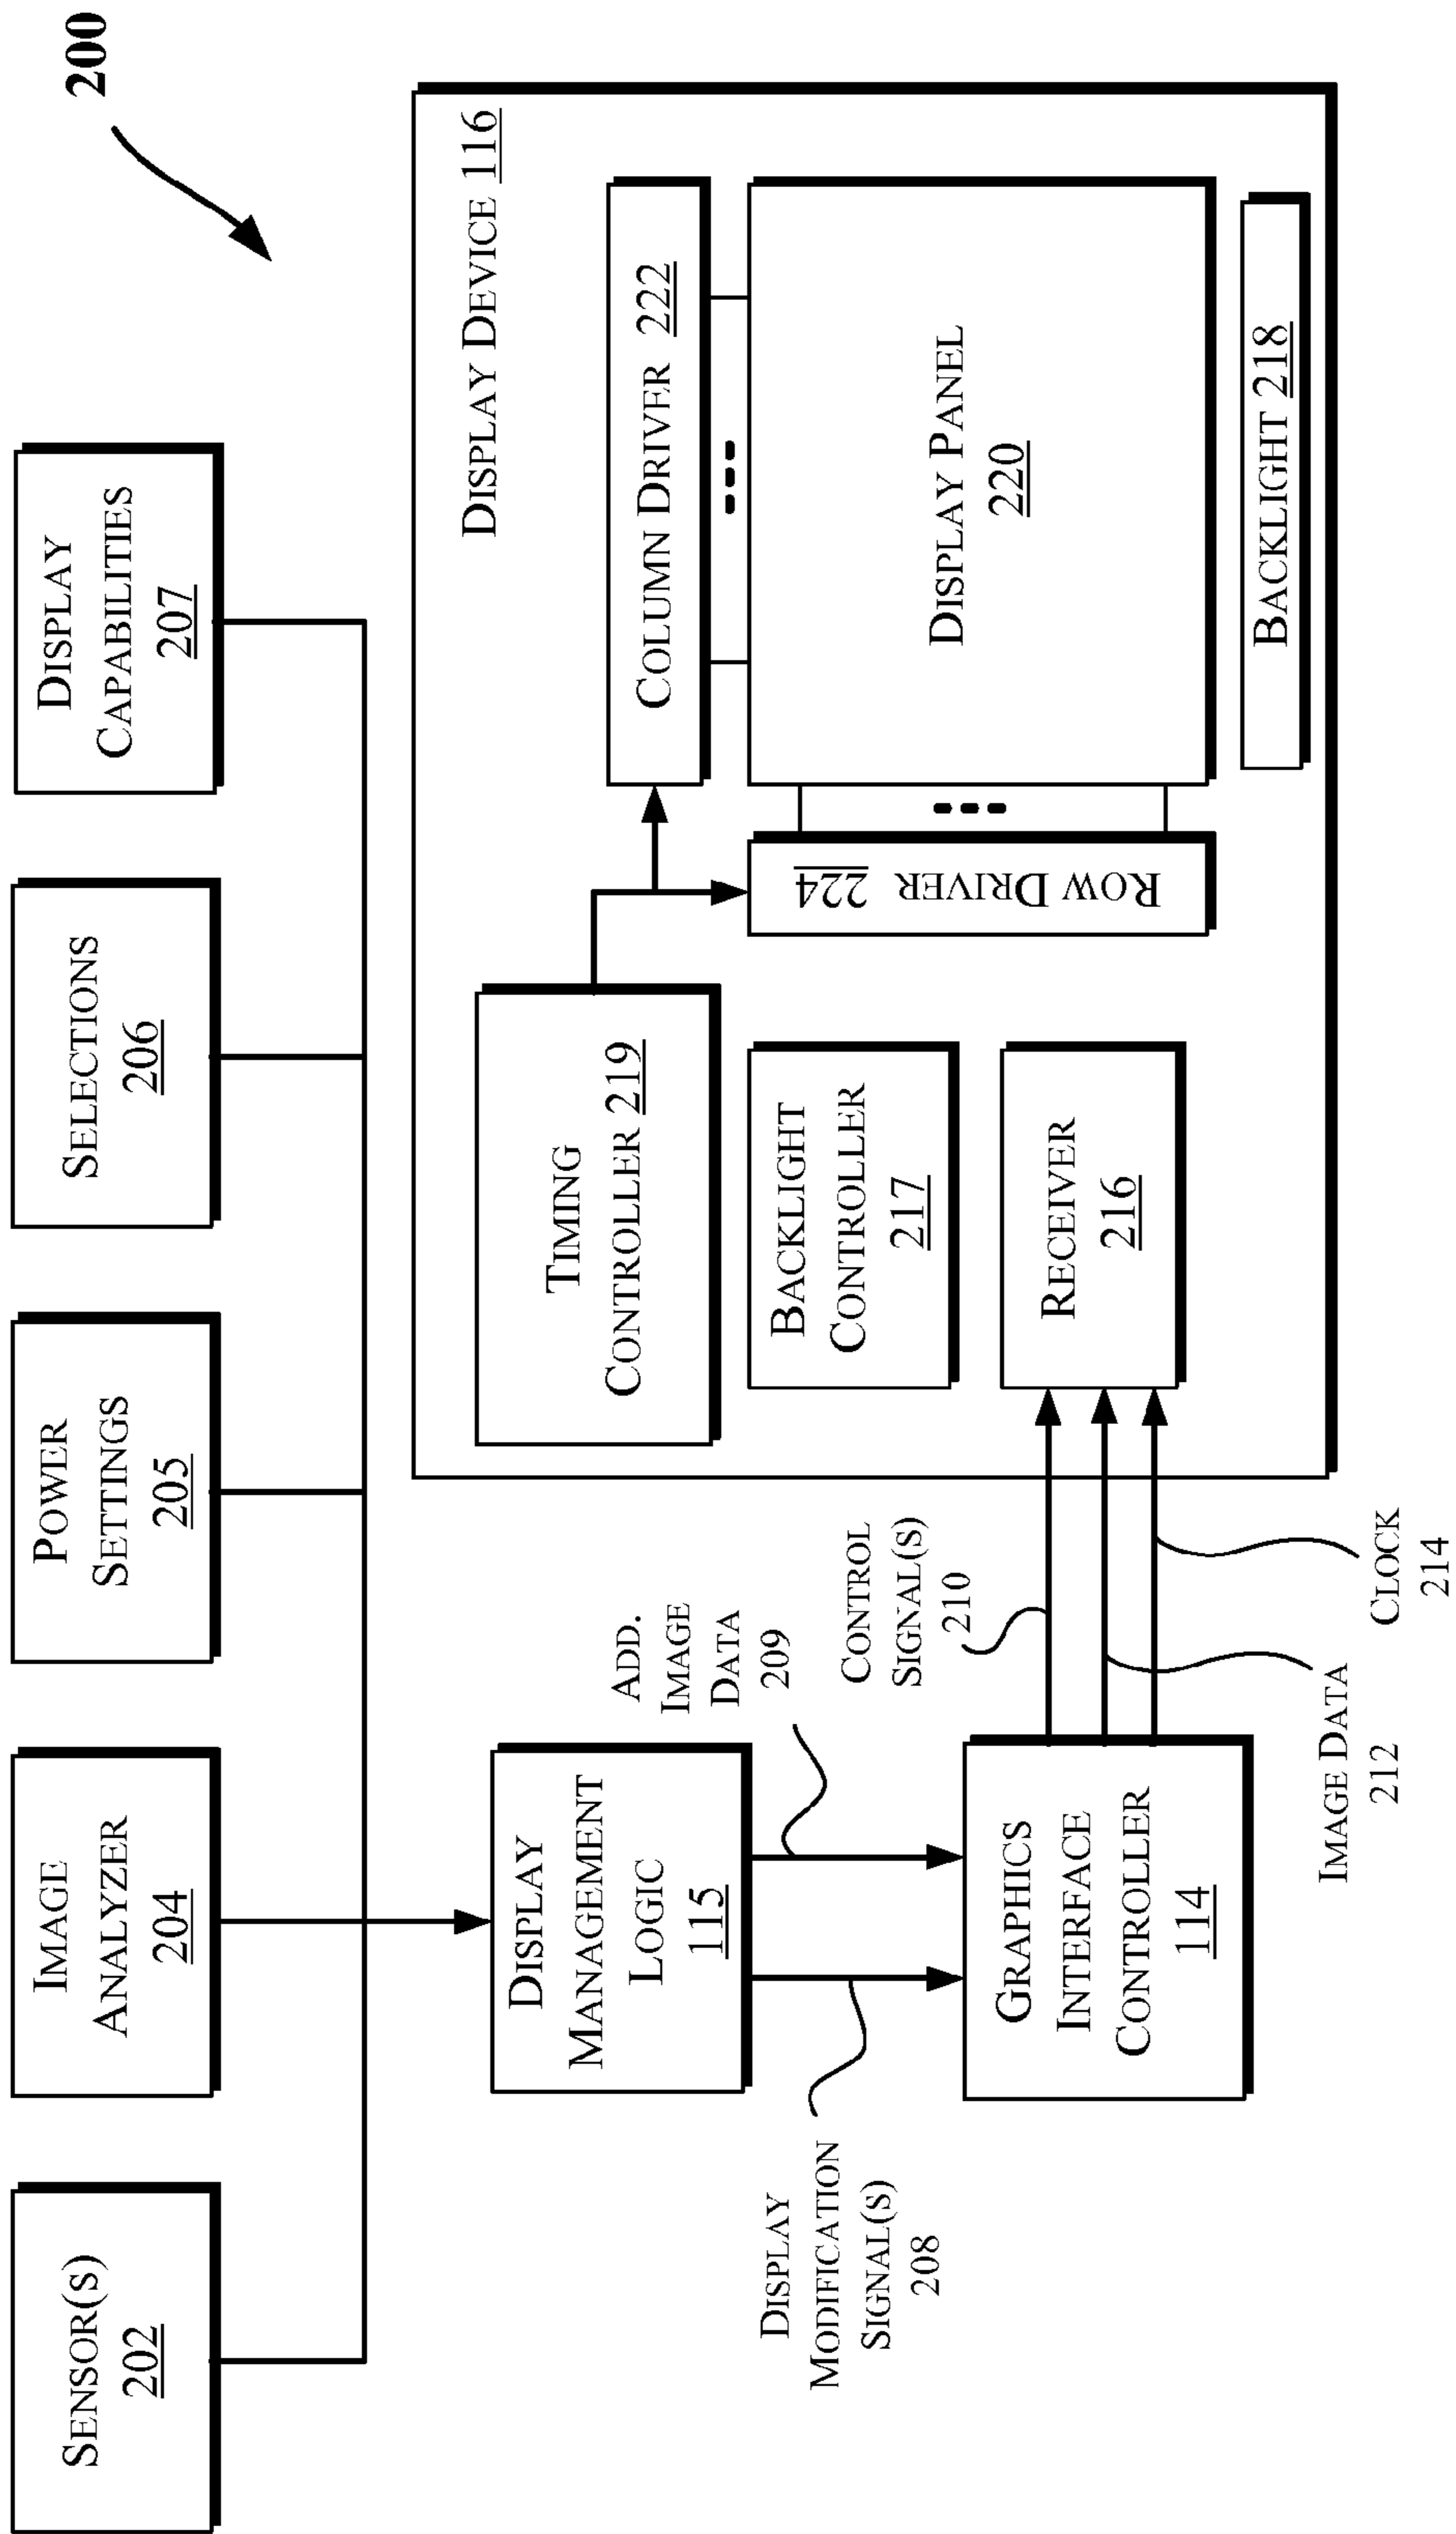 200
SENSOR(S)
202
IMAGE
ANALYZER
204
POWER
SETTINGS
205
SELECTIONS
206
DISPLAY
CAPABILITIES
207
DISPLAY
MANAGEMENT
LOGIC
115
DISPLAY
MODIFICATION
SIGNAL(S)
208
ADD.
IMAGE
DATA
209
GRAPHICS
INTERFACE
CONTROLLER
114
CONTROL
SIGNAL(S)
210
IMAGE DATA
212
CLOCK
214
DISPLAY DEVICE 116
TIMING
CONTROLLER 219
BACKLIGHT
CONTROLLER
217
RECEIVER
216
COLUMN DRIVER 222
ROW DRIVER 224
DISPLAY PANEL
220
BACKLIGHT 218